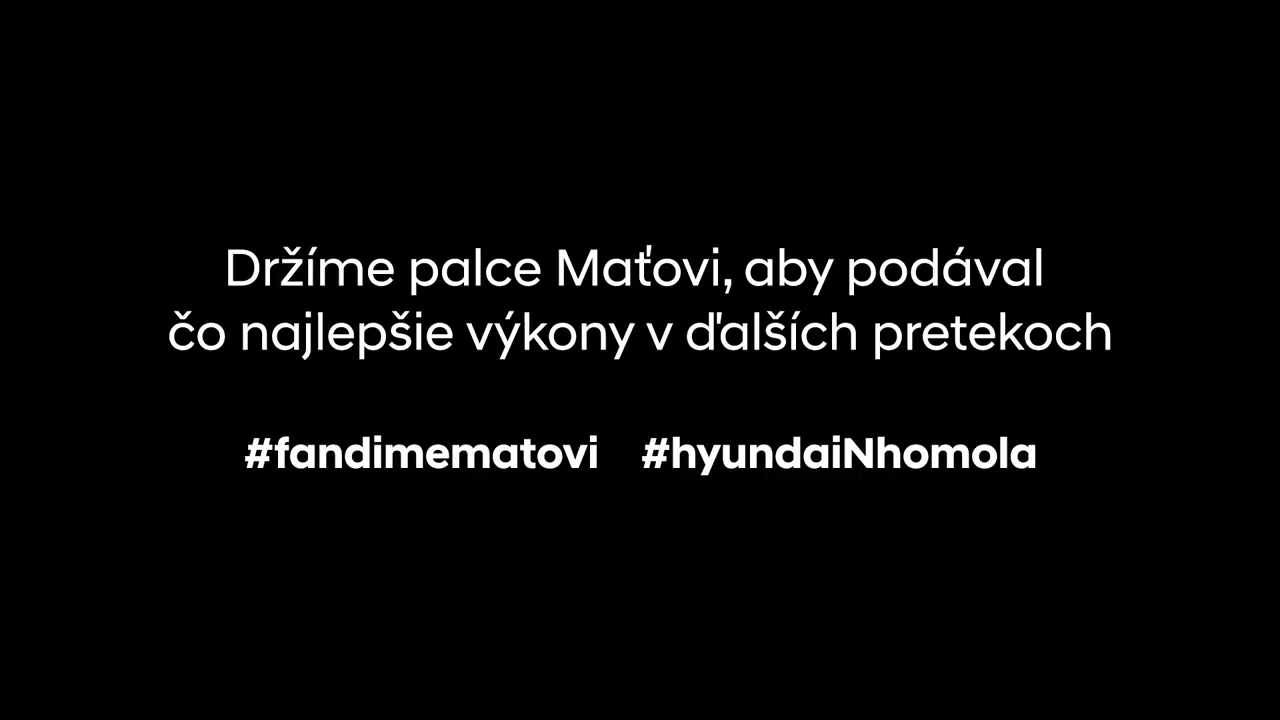 Držíme palce Maťovi, aby podával
čo najlepšie výkony v ďalších pretekoch
#fandimematovi #hyundaiNhomola